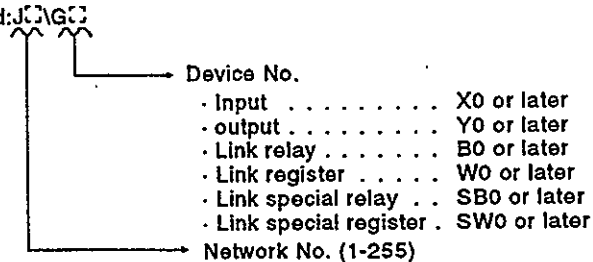 d:J[ ]\G[ ]
Device No.
· Input . . . . . . . . . X0 or later
· output . . . . . . . . Y0 or later
· Link relay . . . . . . . B0 or later
· Link register . . . . . W0 or later
· Link special relay . . SB0 or later
· Link special register . SW0 or later
Network No. (1-255)